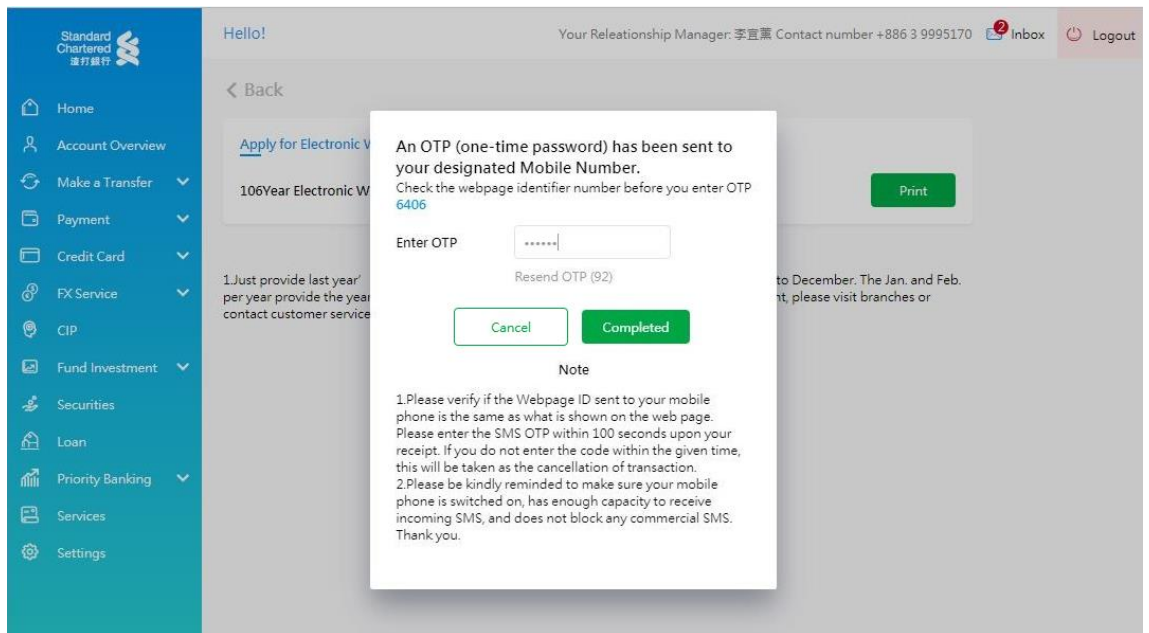 Standard
Chartered
渣打銀行
Hello!
Your Releationship Manager: 李宜薰 Contact number +886 3 9995170
2
Inbox
Logout
Home
Account Overview
Make a Transfer
Payment
Credit Card
FX Service
CIP
Fund Investment
Securities
Loan
Priority Banking
Services
Settings
Back
Apply for Electronic W
106Year Electronic W
Print
1.Just provide last year'
to December. The Jan. and Feb.
per year provide the year
nt, please visit branches or
contact customer service
An OTP (one-time password) has been sent to
your designated Mobile Number.
Check the webpage identifier number before you enter OTP
6406
Enter OTP
Resend OTP (92)
Cancel
Completed
Note
1.Please verify if the Webpage ID sent to your mobile
phone is the same as what is shown on the web page.
Please enter the SMS OTP within 100 seconds upon your
receipt. If you do not enter the code within the given time,
this will be taken as the cancellation of transaction.
2.Please be kindly reminded to make sure your mobile
phone is switched on, has enough capacity to receive
incoming SMS, and does not block any commercial SMS.
Thank you.